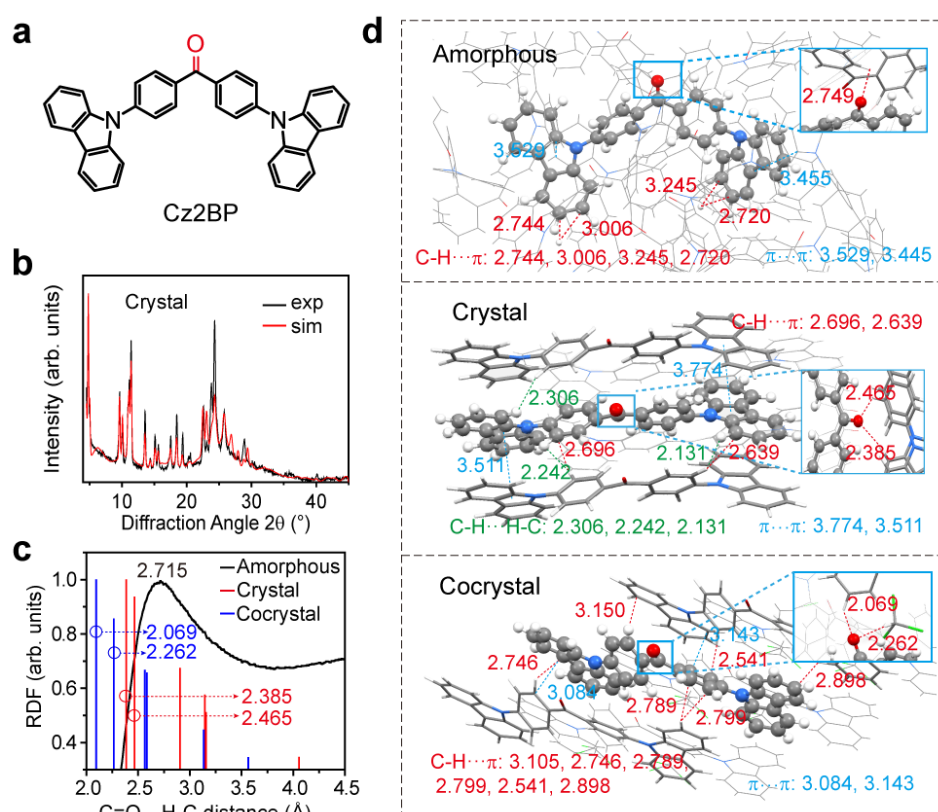 a
O
N
N
Cz2BP
b
Crystal
exp
sim
Intensity (arb. units)
10
20
30
40
Diffraction Angle 2θ (°)
c
RDF (arb. units)
1.0
0.8
0.6
0.4
2.715
Amorphous
Crystal
Cocrystal
2.069
2.262
2.385
2.465
2.0
2.5
3.0
3.5
4.0
4.5
C=O···H-C distance (Å)
d
Amorphous
2.749
3.529
3.245
3.455
2.744
3.006
2.720
C-H···π: 2.744, 3.006, 3.245, 2.720
π···π: 3.529, 3.445
Crystal
C-H···π: 2.696, 2.639
3.774
2.306
2.465
2.696
2.131
2.639
2.385
3.511
2.242
C-H···H-C: 2.306, 2.242, 2.131
π···π: 3.774, 3.511
Cocrystal
3.150
3.143
2.069
2.262
2.746
2.541
3.084
2.898
2.789
2.799
C-H···π: 3.105, 2.746, 2.789,
2.799, 2.541, 2.898
π···π: 3.084, 3.143